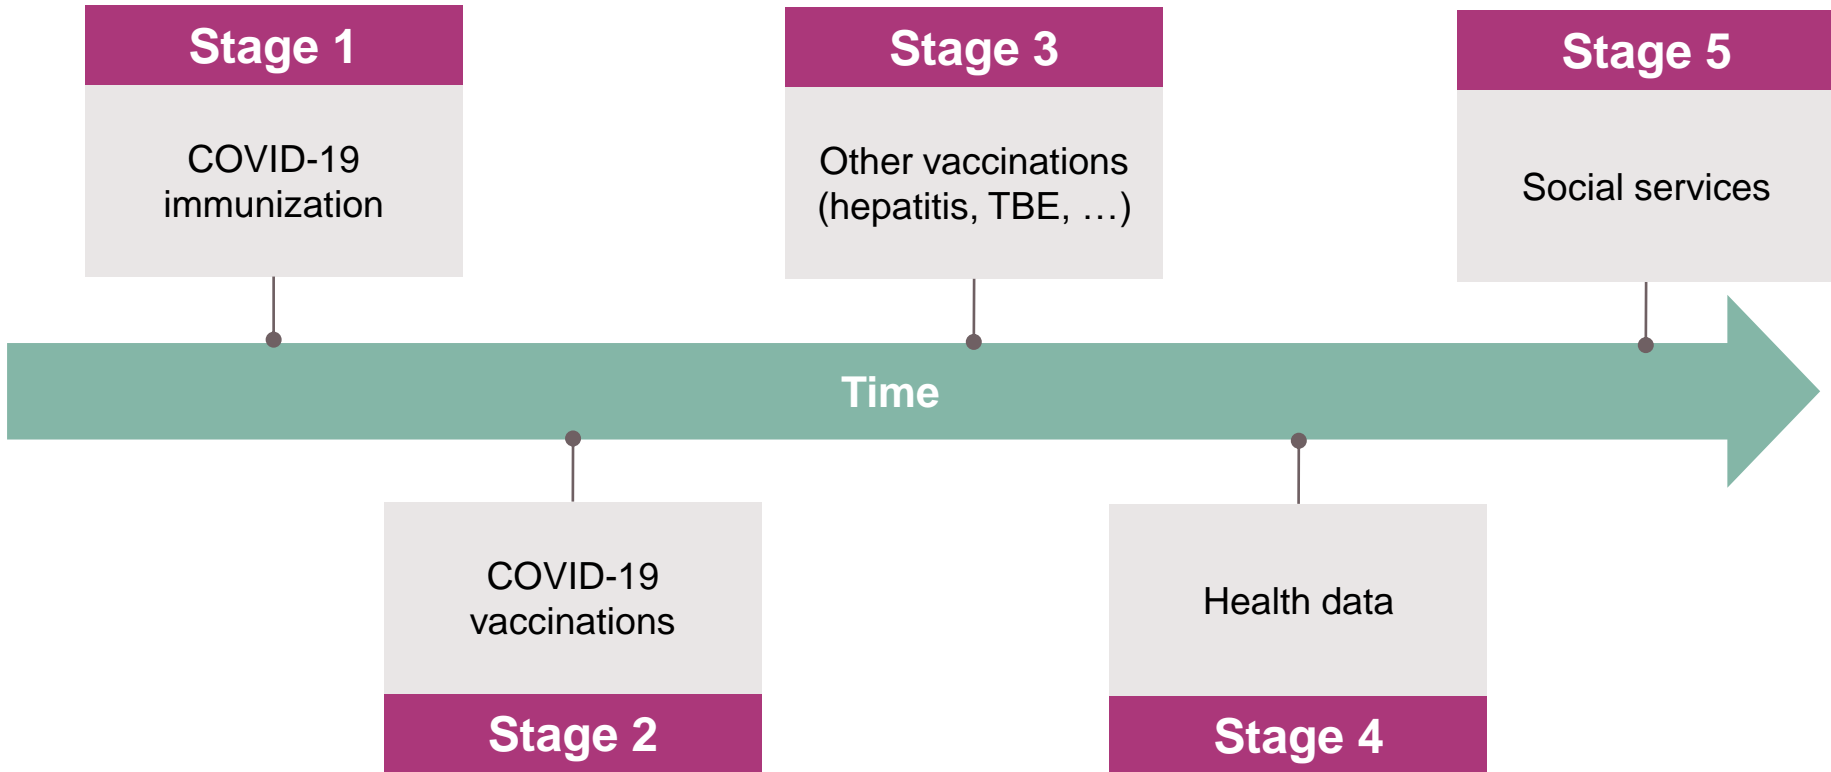 Stage 1
COVID-19
immunization
Stage 3
Other vaccinations
(hepatitis, TBE, …)
Stage 5
Social services
Time
COVID-19
vaccinations
Stage 2
Health data
Stage 4